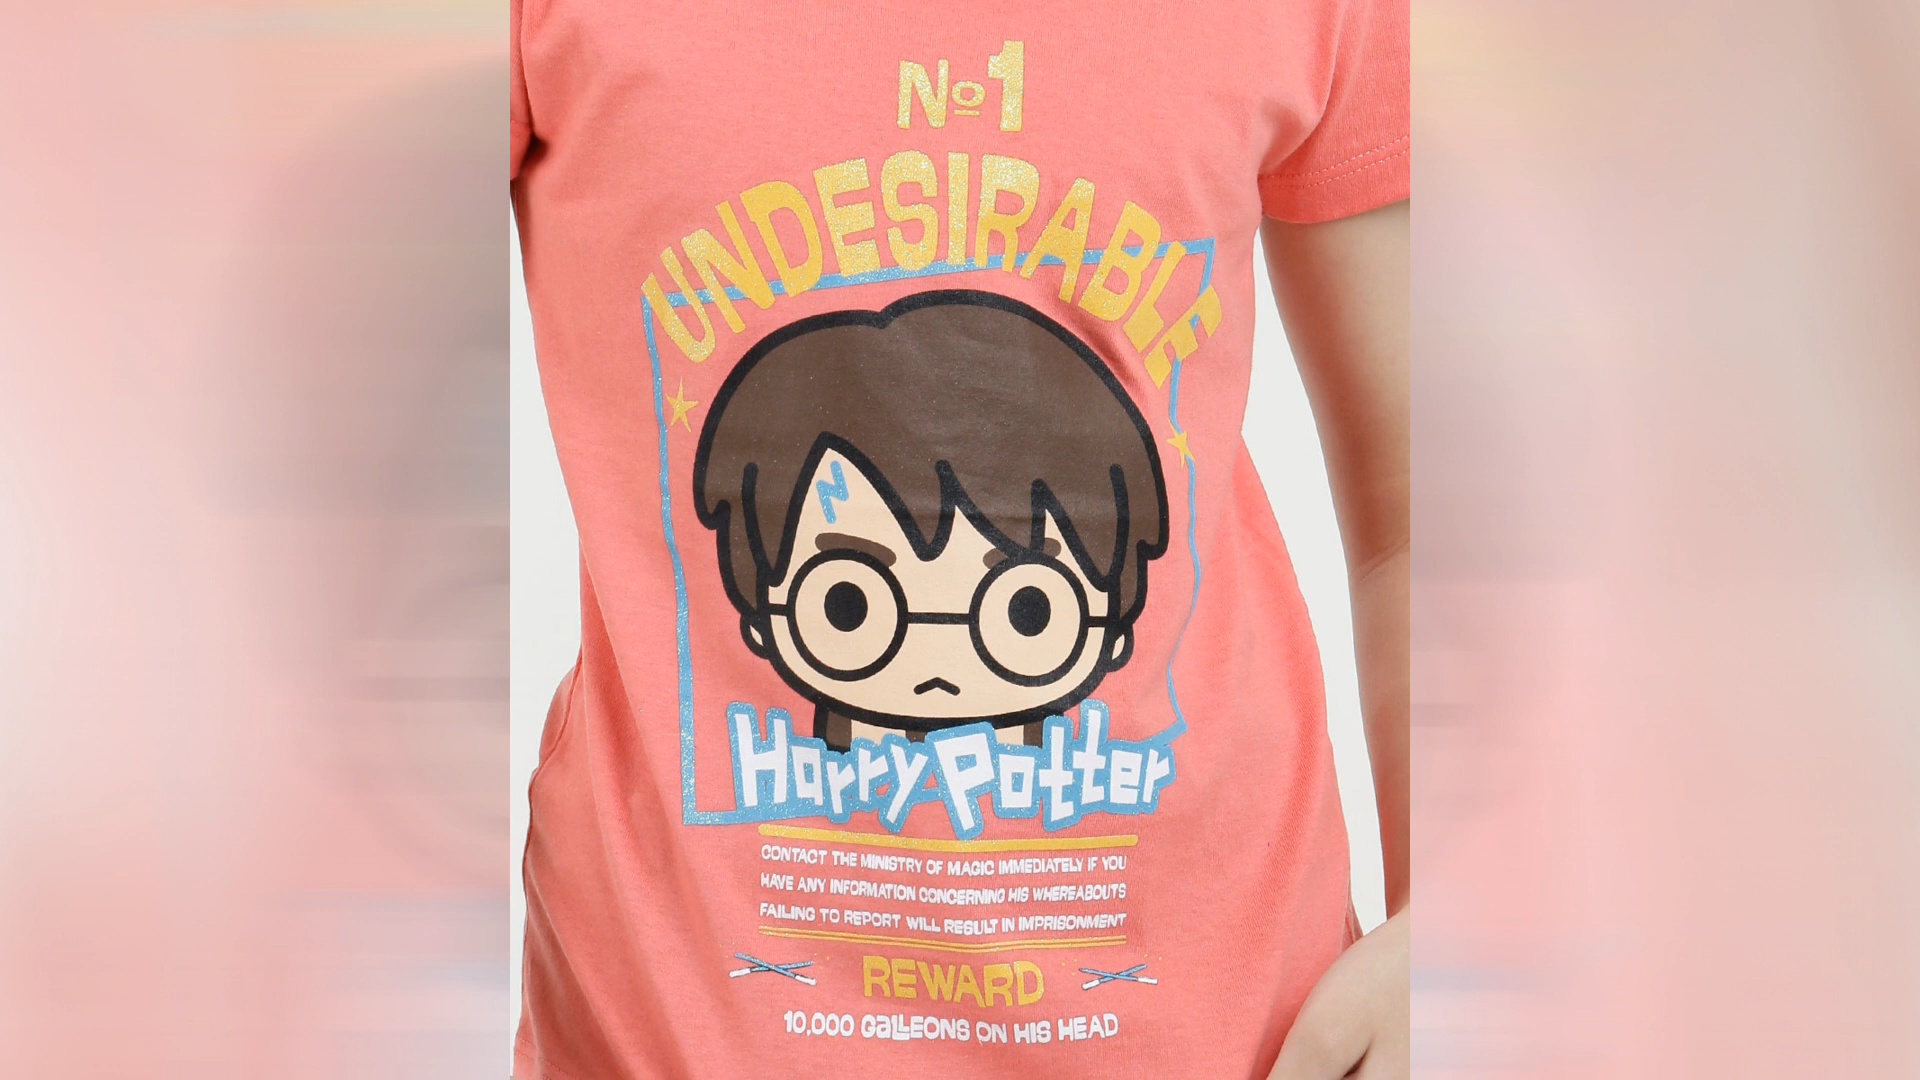 No1
UNDESIRABLE
Harry Potter
CONTACT THE MINISTRY OF MAGIC IMMEDIATELY IF YOU
HAVE ANY INFORMATION CONCERNING HIS WHEREABOUTS
FAILING TO REPORT WILL RESULT IN IMPRISONMENT
REWARD
10,000 GaLLEONS ON HIS HEAD